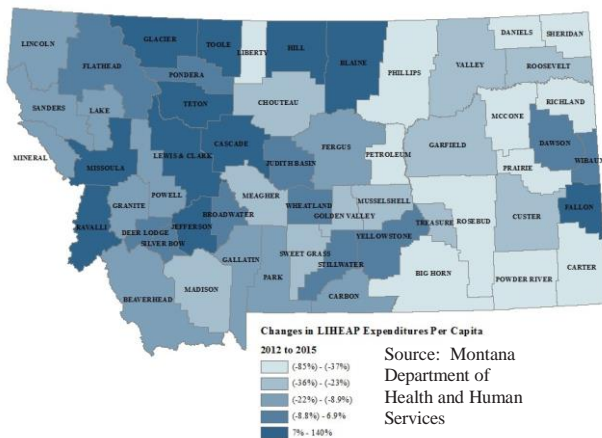 LINCOLN
GLACIER
TOOLE
LIBERTY
HILL
BLAINE
PHILLIPS
VALLEY
DANIELS
SHERIDAN
ROOSEVELT
FLATHEAD
PONDERA
TETON
CHOUTEAU
RICHLAND
MCCONE
SANDERS
LAKE
MINERAL
MISSOULA
LEWIS & CLARK
CASCADE
JUDITH BASIN
FERGUS
PETROLEUM
GARFIELD
DAWSON
PRAIRIE
WIBAUX
POWELL
GRANITE
MEAGHER
MUSSELSHELL
WHEATLAND
GOLDEN VALLEY
BROADWATER
RAVALLI
DEER LODGE
SILVER BOW
JEFFERSON
TREASURE
ROSEBUD
CUSTER
FALLON
YELLOWSTONE
STILLWATER
SWEET GRASS
GALLATIN
PARK
MADISON
BEAVERHEAD
CARBON
BIG HORN
POWDER RIVER
CARTER
Changes in LIHEAP Expenditures Per Capita
2012 to 2015
(-85%) - (-37%)
(-36%) - (-23%)
(-22%) - (-8.9%)
(-8.8%) - 6.9%
7% - 140%
Source: Montana
Department of
Health and Human
Services